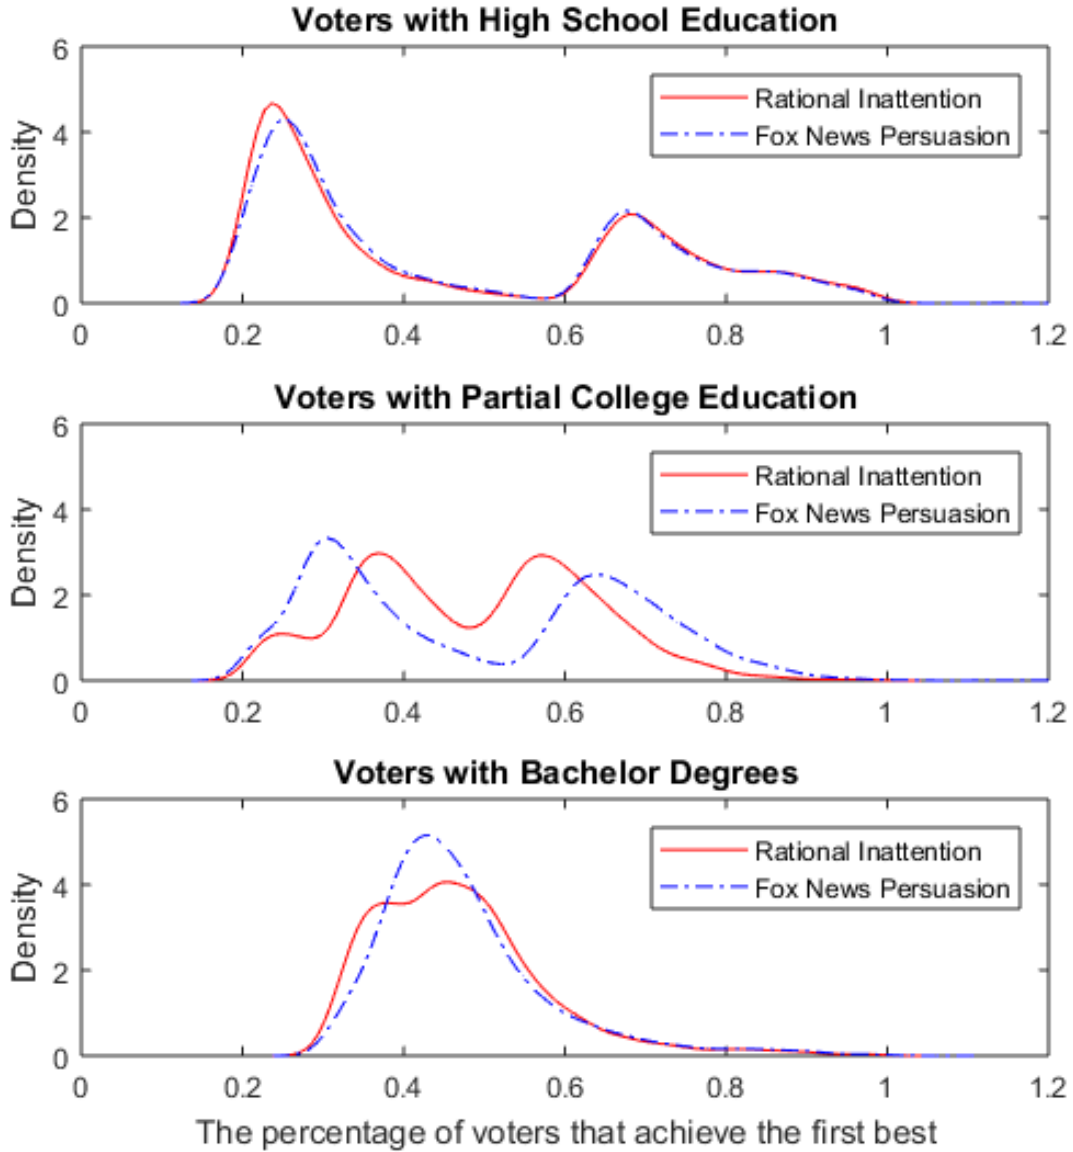 Voters with High School Education
6
4
2
0
Density
Rational Inattention
Fox News Persuasion
0 0.2 0.4 0.6 0.8 1 1.2
Voters with Partial College Education
6
4
2
0
Density
Rational Inattention
Fox News Persuasion
0 0.2 0.4 0.6 0.8 1 1.2
Voters with Bachelor Degrees
6
4
2
0
Density
Rational Inattention
Fox News Persuasion
0 0.2 0.4 0.6 0.8 1 1.2
The percentage of voters that achieve the first best